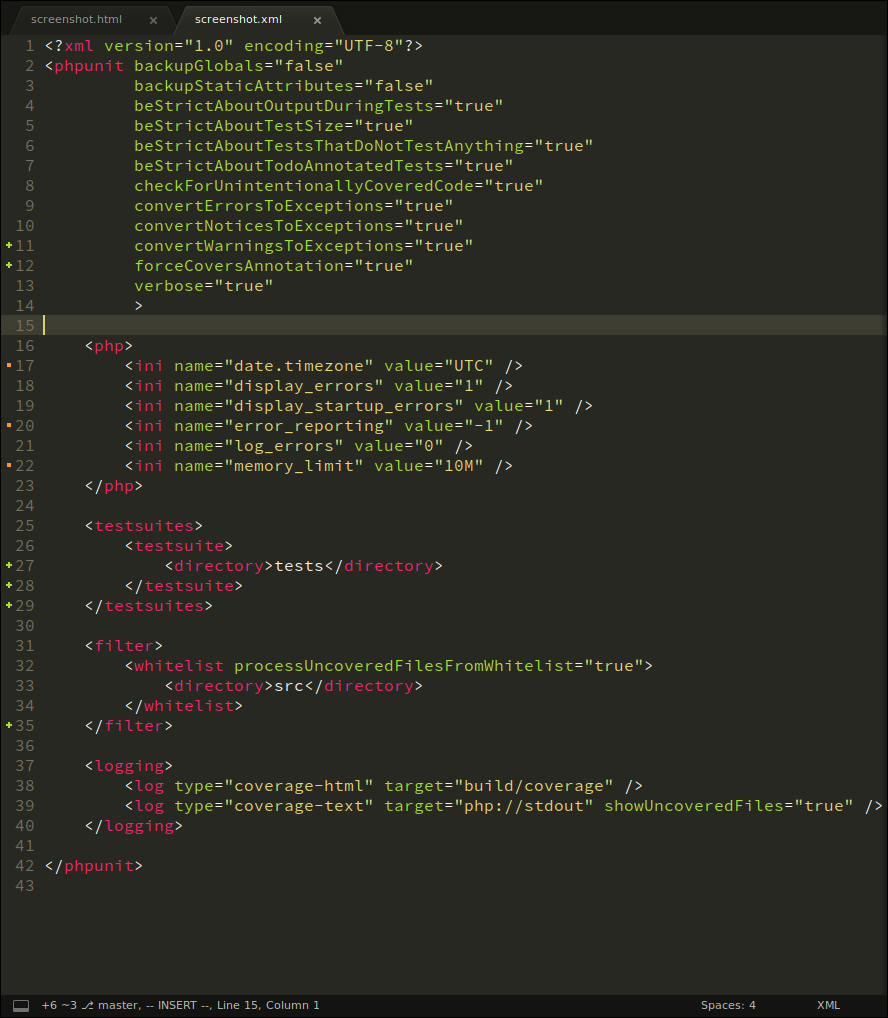 screenshot.html × screenshot.xml ×
1 <?xml version="1.0" encoding="UTF-8"?>
2 <phpunit backupGlobals="false"
3          backupStaticAttributes="false"
4          beStrictAboutOutputDuringTests="true"
5          beStrictAboutTestSize="true"
6          beStrictAboutTestsThatDoNotTestAnything="true"
7          beStrictAboutTodoAnnotatedTests="true"
8          checkForUnintentionallyCoveredCode="true"
9          convertErrorsToExceptions="true"
10          convertNoticesToExceptions="true"
+11          convertWarningsToExceptions="true"
+12          forceCoversAnnotation="true"
13          verbose="true"
14          >
15
16     <php>
17         <ini name="date.timezone" value="UTC" />
18         <ini name="display_errors" value="1" />
19         <ini name="display_startup_errors" value="1" />
20         <ini name="error_reporting" value="-1" />
21         <ini name="log_errors" value="0" />
22         <ini name="memory_limit" value="10M" />
23     </php>
24
25     <testsuites>
26         <testsuite>
+27             <directory>tests</directory>
+28         </testsuite>
+29     </testsuites>
30
31     <filter>
32         <whitelist processUncoveredFilesFromWhitelist="true">
33             <directory>src</directory>
34         </whitelist>
+35     </filter>
36
37     <logging>
38         <log type="coverage-html" target="build/coverage" />
39         <log type="coverage-text" target="php://stdout" showUncoveredFiles="true" />
40     </logging>
41
42 </phpunit>
43
+6 ~3 ⎇ master, -- INSERT --, Line 15, Column 1 Spaces: 4 XML